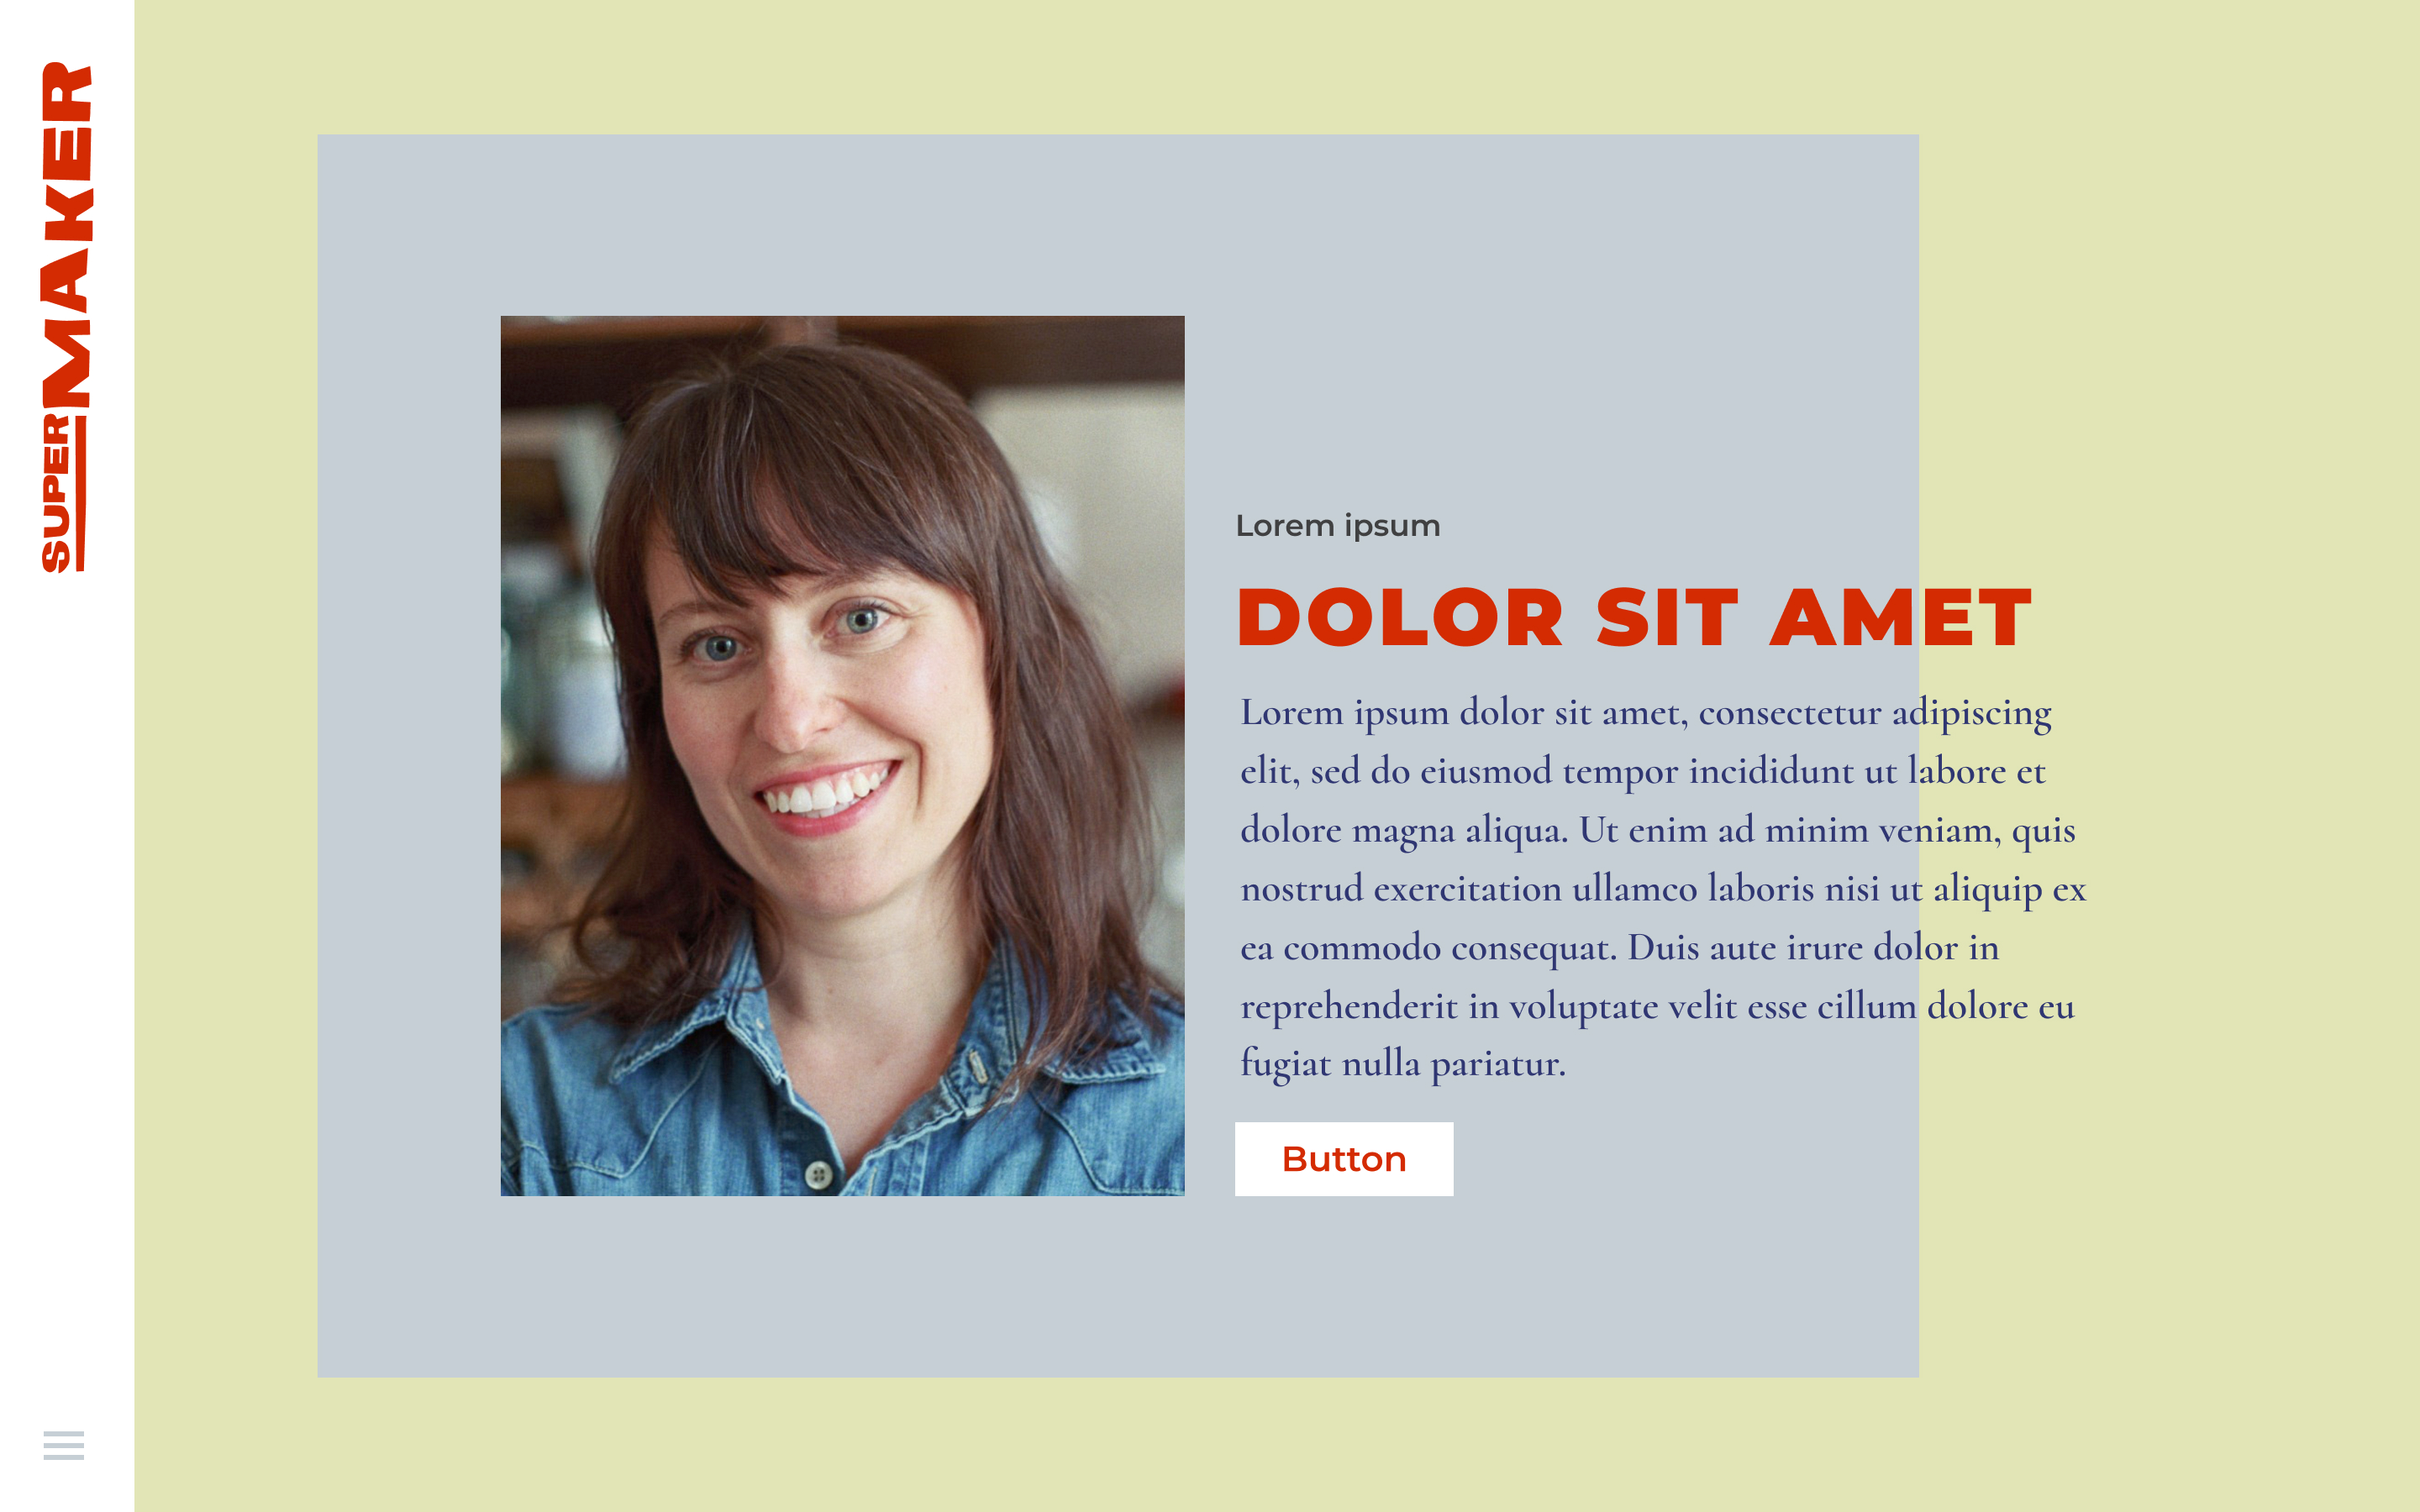 SUPERMAKER
Lorem ipsum
DOLOR SIT AMET
Lorem ipsum dolor sit amet, consectetur adipiscing
elit, sed do eiusmod tempor incididunt ut labore et
dolore magna aliqua. Ut enim ad minim veniam, quis
nostrud exercitation ullamco laboris nisi ut aliquip ex
ea commodo consequat. Duis aute irure dolor in
reprehenderit in voluptate velit esse cillum dolore eu
fugiat nulla pariatur.
Button